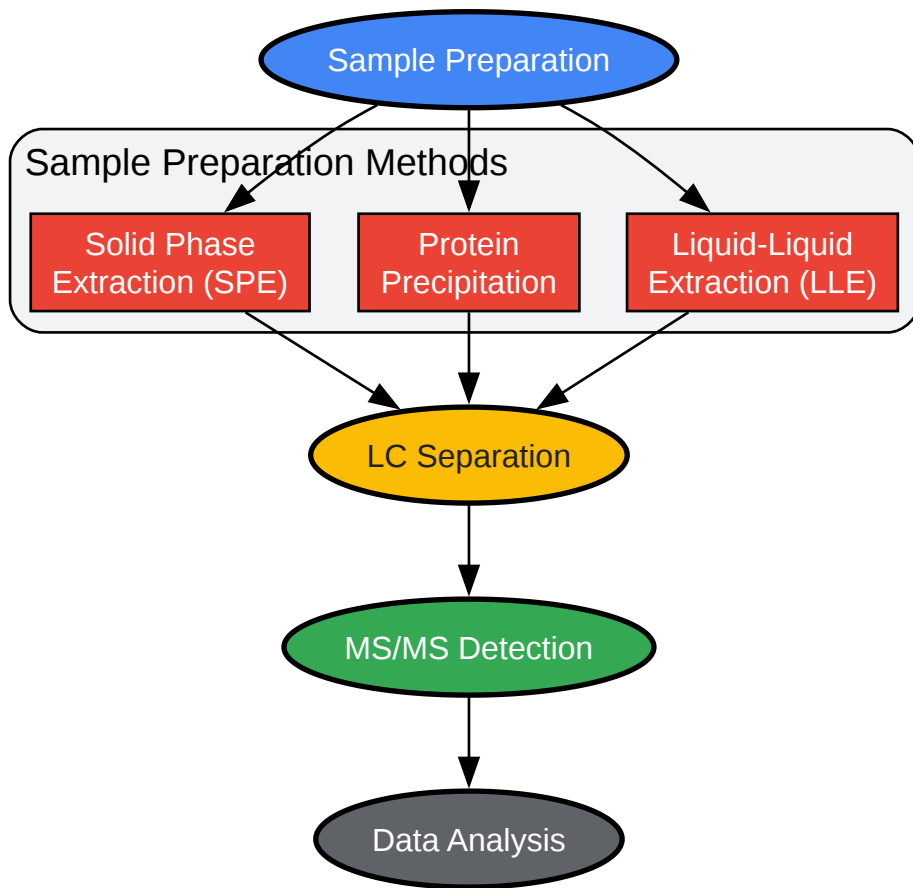 Sample Preparation
Sample Preparation Methods
Solid Phase
Extraction (SPE)
Protein
Precipitation
Liquid-Liquid
Extraction (LLE)
LC Separation
MS/MS Detection
Data Analysis